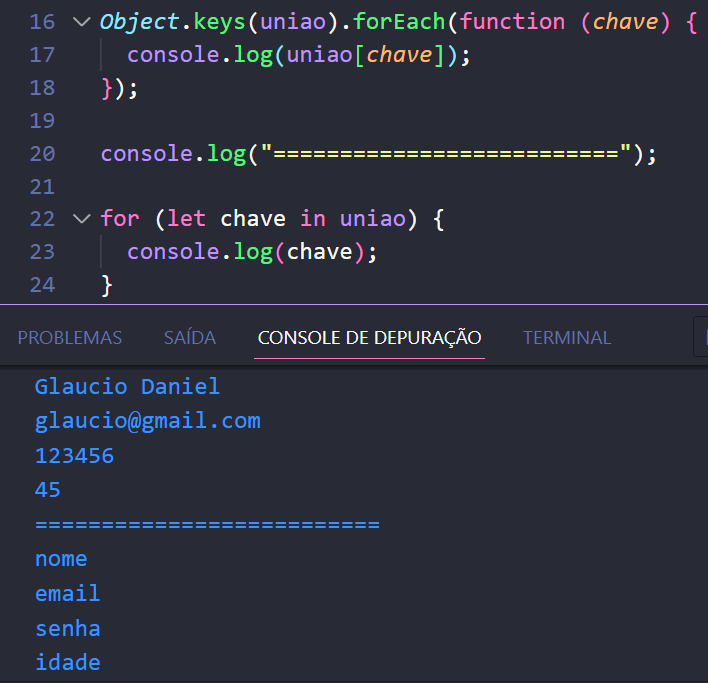 16 Object.keys(uniao).forEach(function (chave) {
17   console.log(uniao[chave]);
18 });
19
20 console.log("==========================");
21
22 for (let chave in uniao) {
23   console.log(chave);
24 }
PROBLEMAS SAÍDA CONSOLE DE DEPURAÇÃO TERMINAL
Glaucio Daniel
glaucio@gmail.com
123456
45
==========================
nome
email
senha
idade